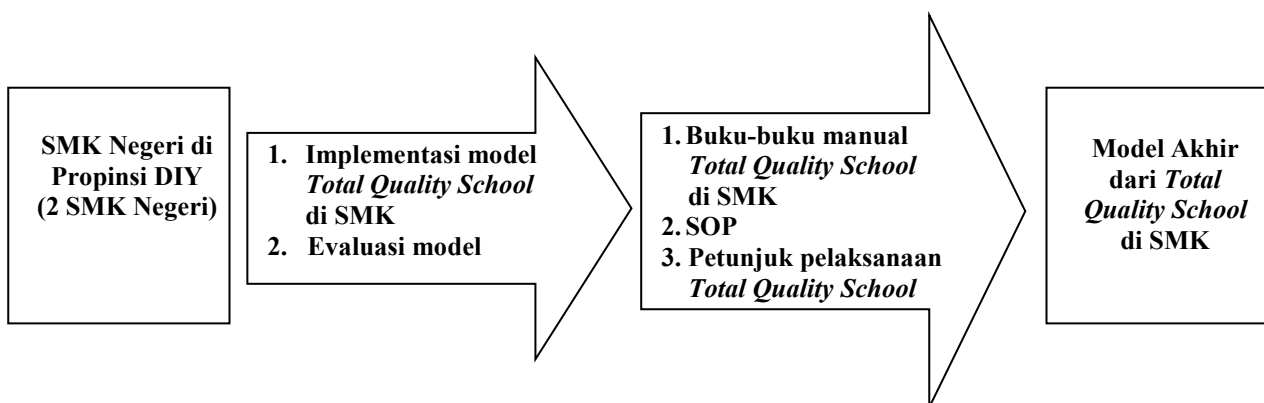 SMK Negeri di
Propinsi DIY
(2 SMK Negeri)
1. Implementasi model
Total Quality School
di SMK
2. Evaluasi model
1. Buku-buku manual
Total Quality School
di SMK
2. SOP
3. Petunjuk pelaksanaan
Total Quality School
Model Akhir
dari Total
Quality School
di SMK